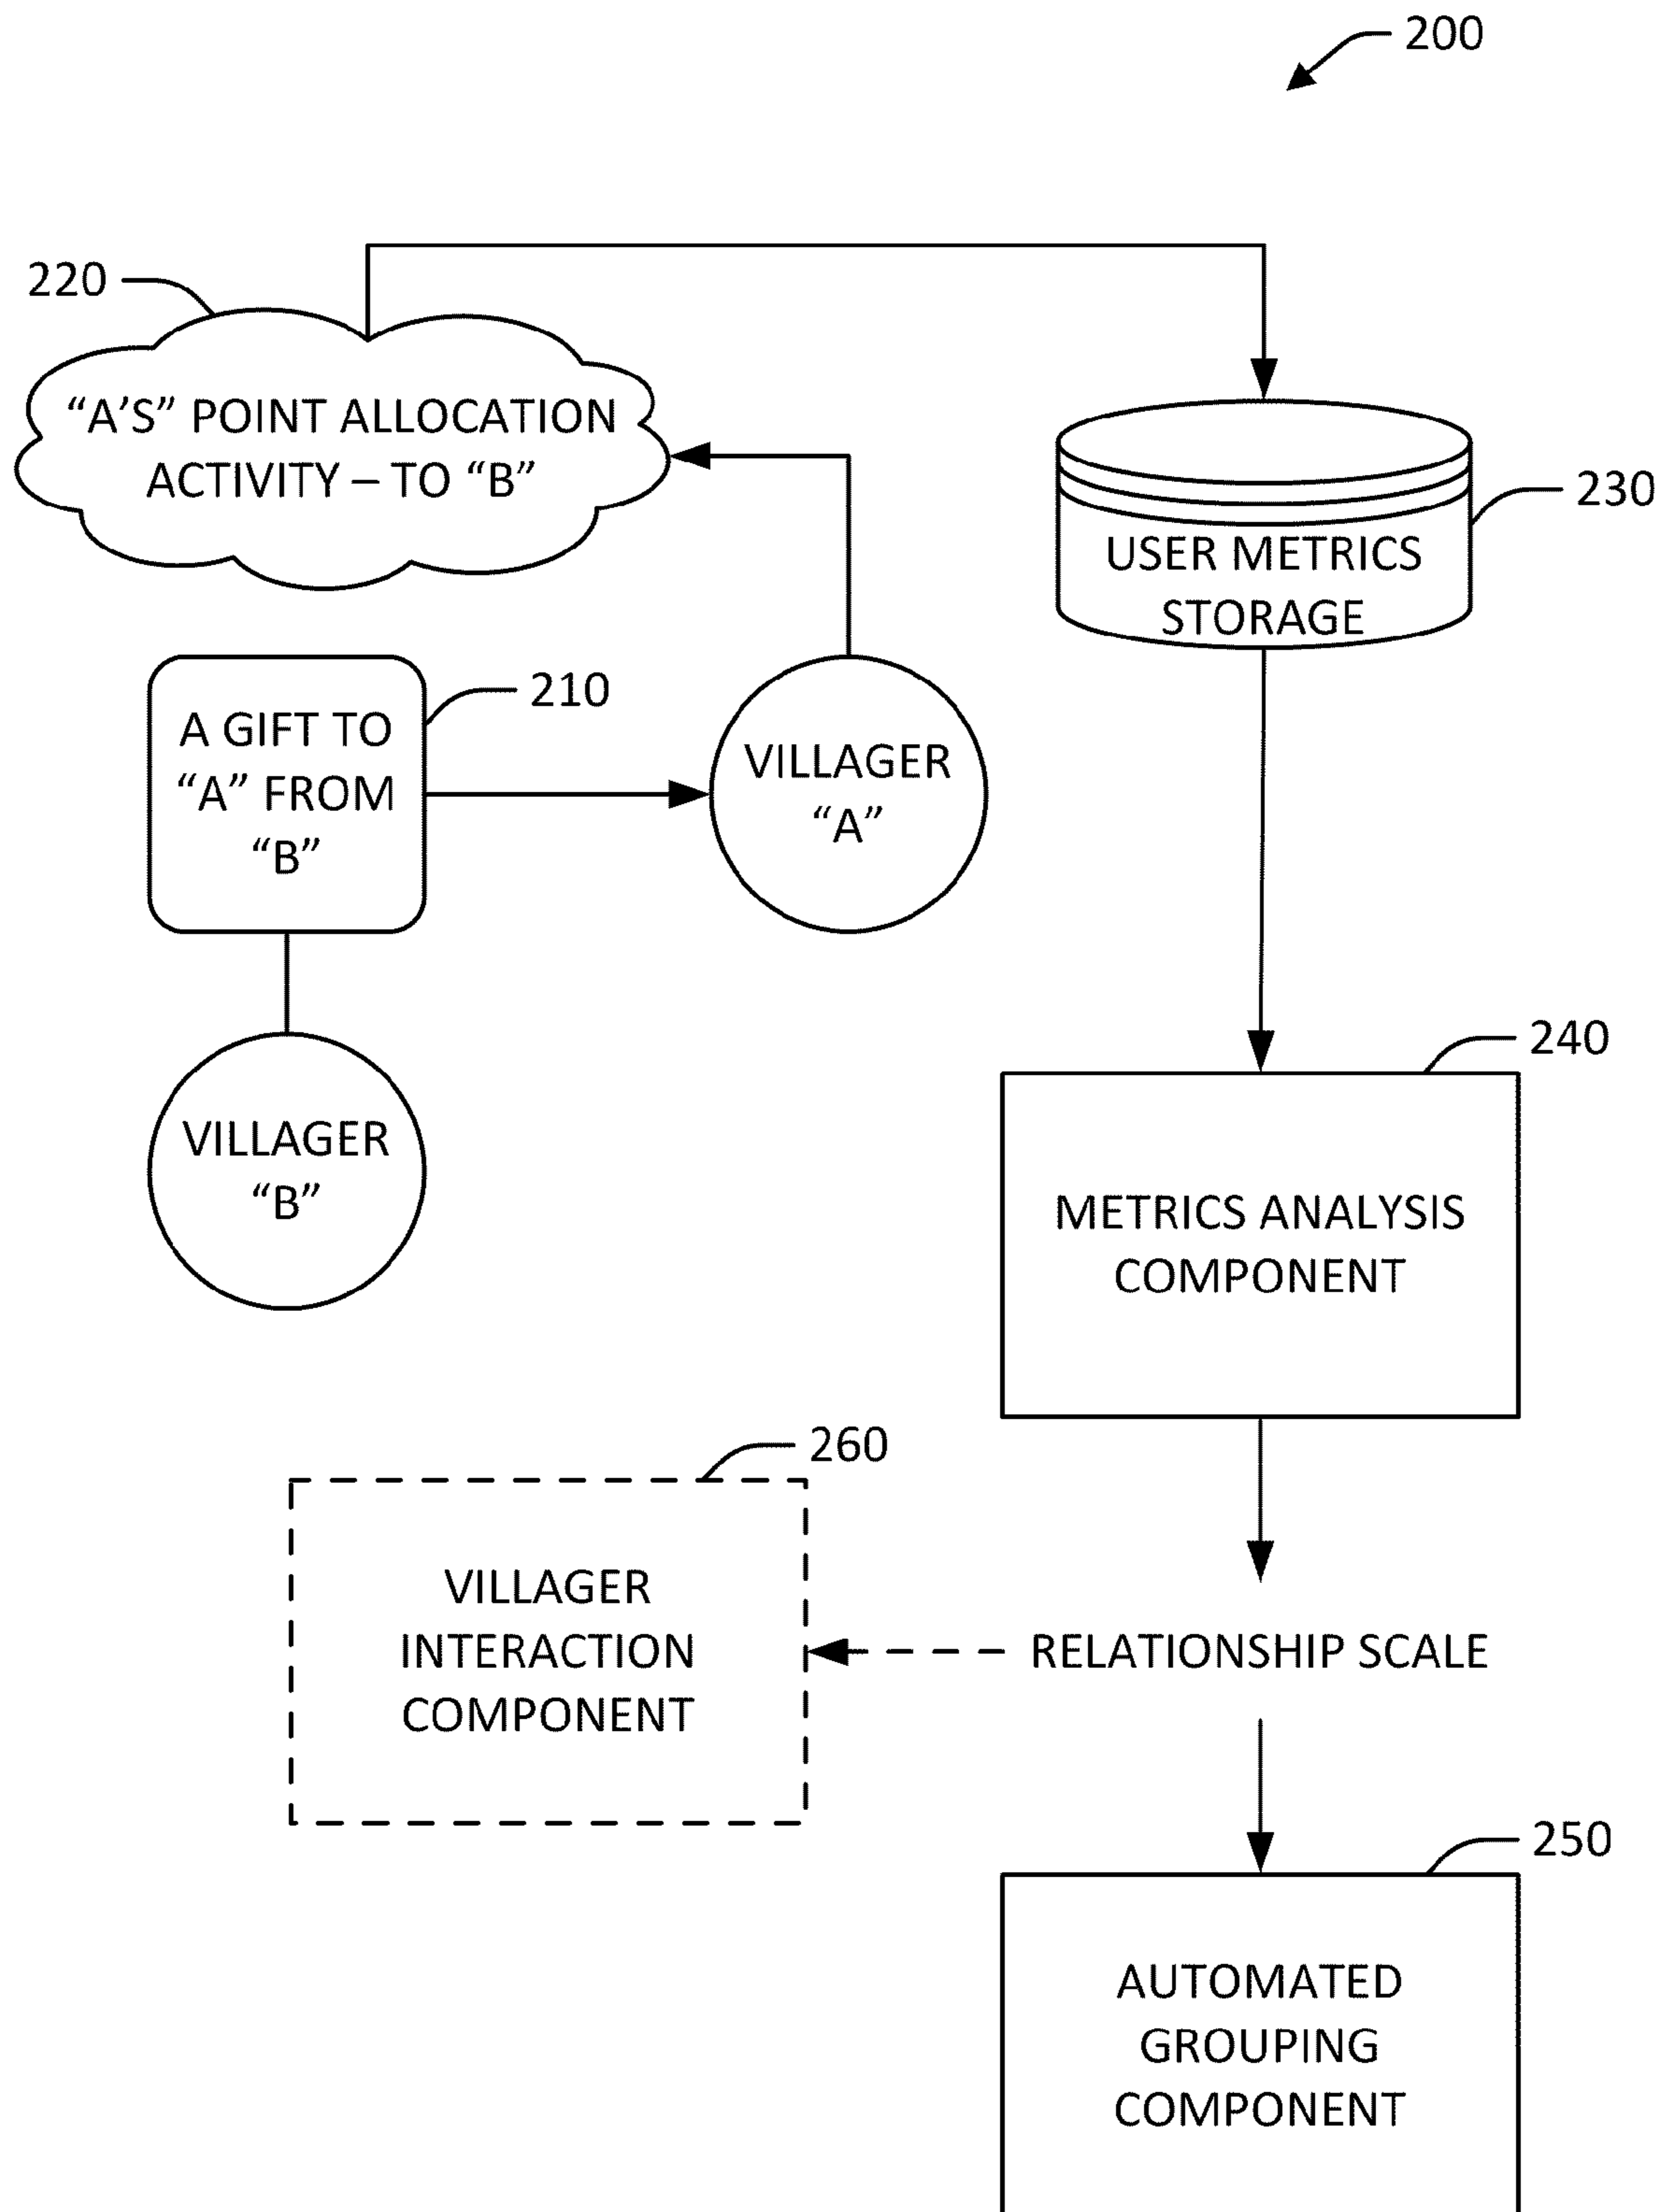 200
220
“A’S” POINT ALLOCATION
ACTIVITY – TO “B”
230
USER METRICS
STORAGE
210
A GIFT TO
“A” FROM
“B”
VILLAGER
“A”
VILLAGER
“B”
240
METRICS ANALYSIS
COMPONENT
260
VILLAGER
INTERACTION
COMPONENT
RELATIONSHIP SCALE
250
AUTOMATED
GROUPING
COMPONENT